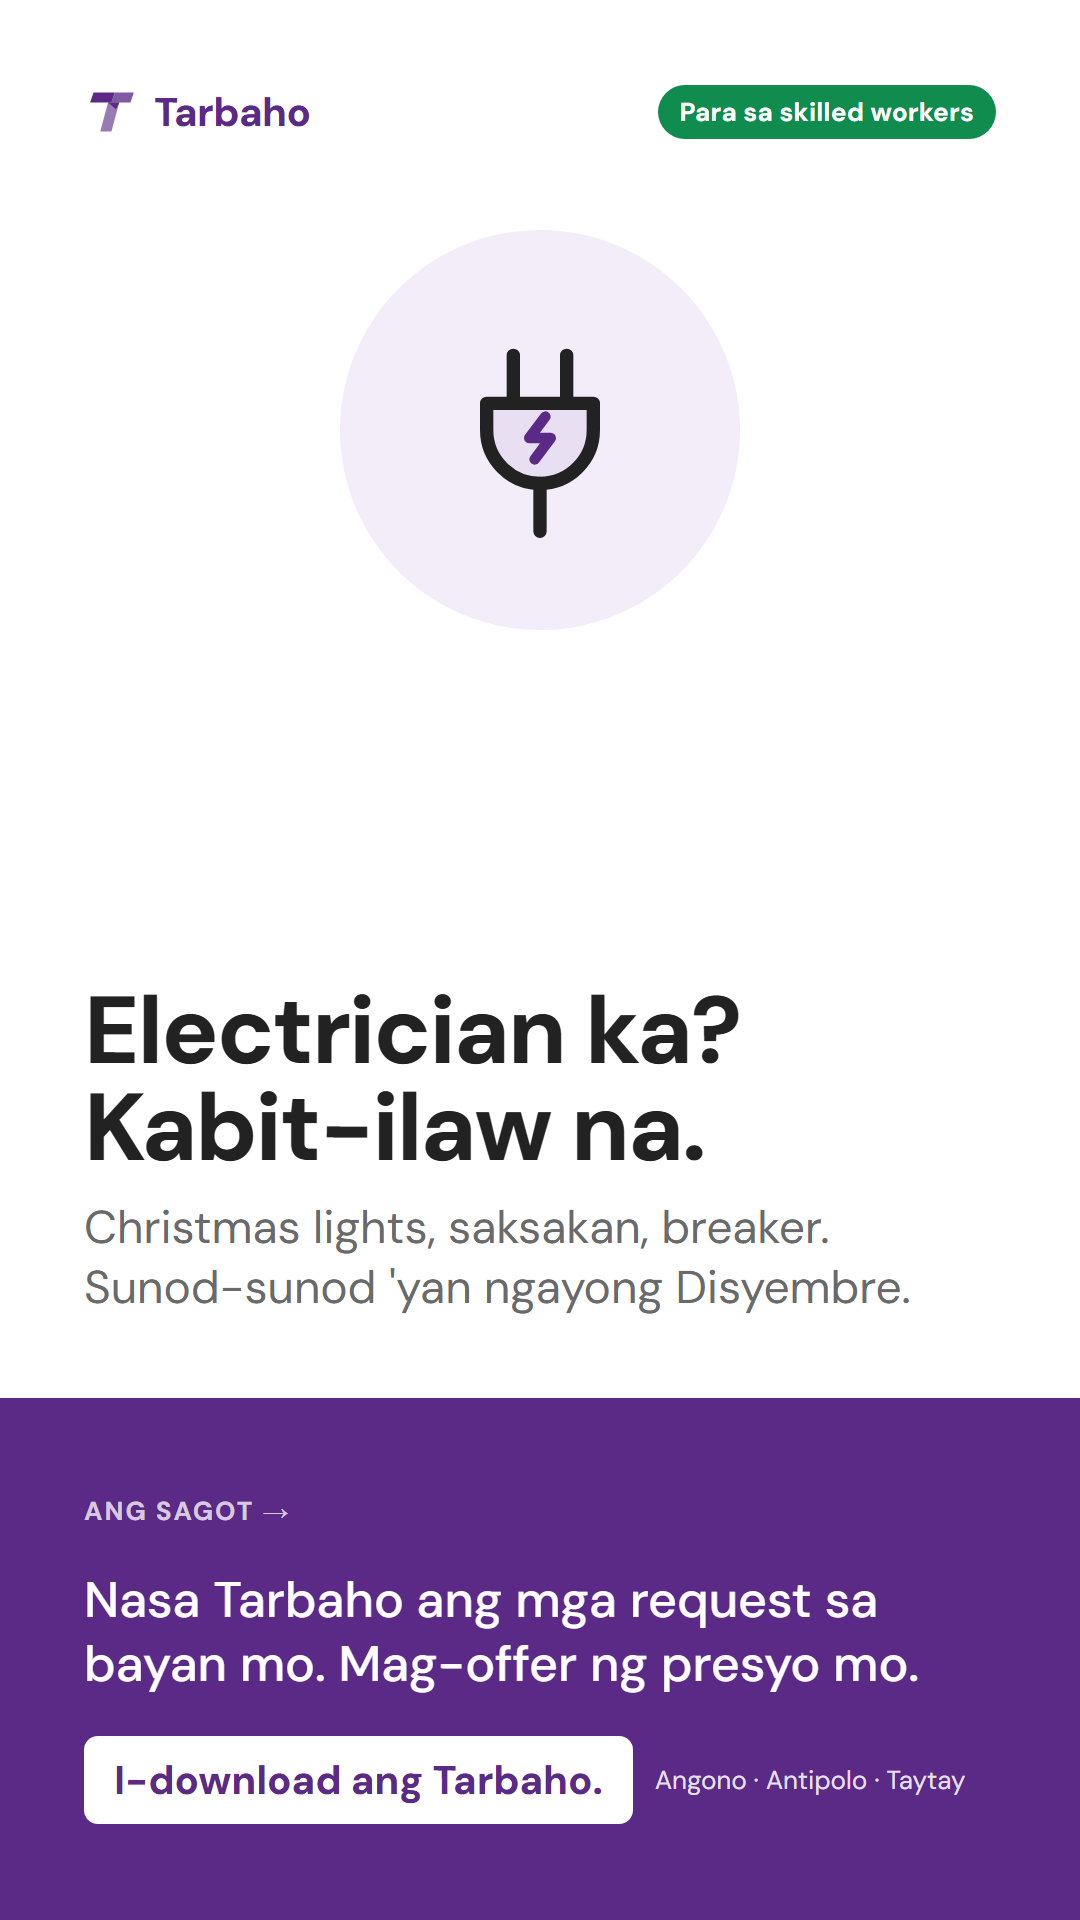 Tarbaho
Para sa skilled workers
Electrician ka?
Kabit-ilaw na.
Christmas lights, saksakan, breaker.
Sunod-sunod 'yan ngayong Disyembre.
ANG SAGOT →
Nasa Tarbaho ang mga request sa
bayan mo. Mag-offer ng presyo mo.
I-download ang Tarbaho.
Angono · Antipolo · Taytay